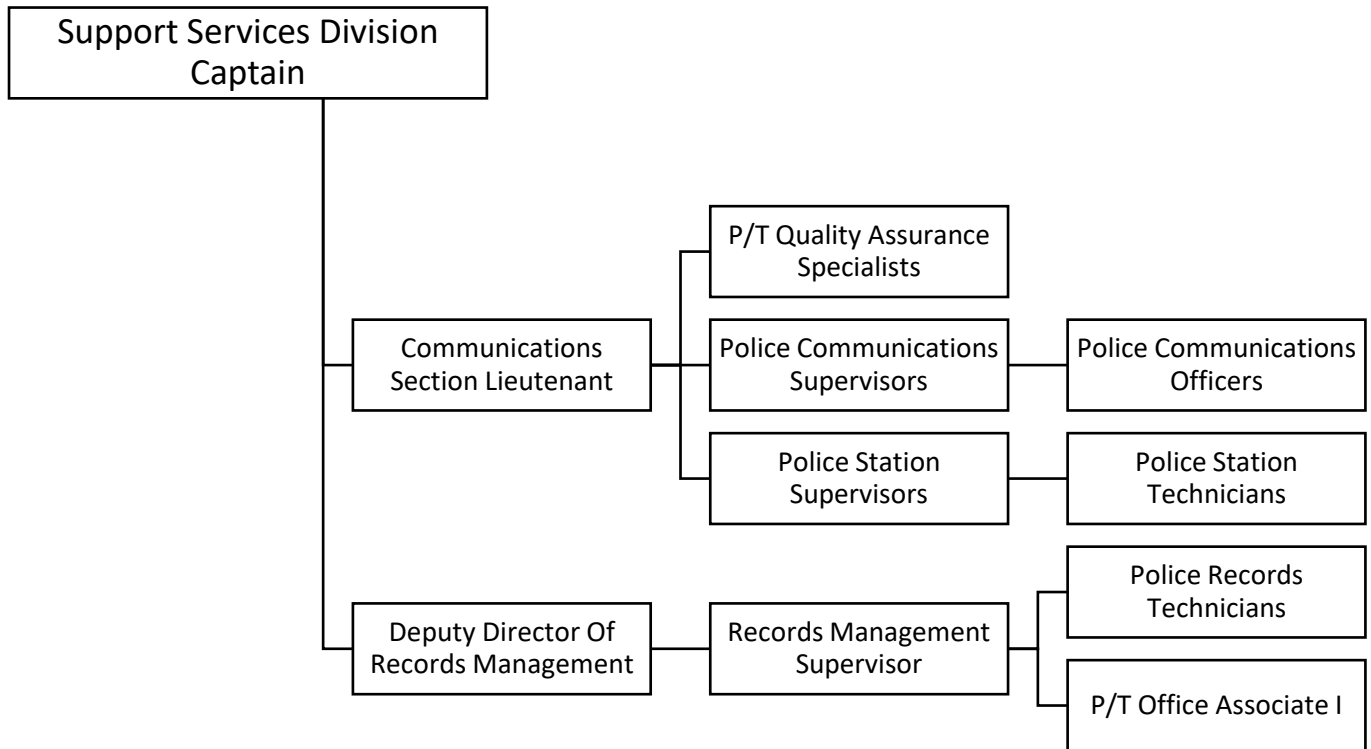 Support Services Division
Captain
P/T Quality Assurance
Specialists
Communications
Section Lieutenant
Police Communications
Supervisors
Police Communications
Officers
Police Station
Supervisors
Police Station
Technicians
Police Records
Technicians
Deputy Director Of
Records Management
Records Management
Supervisor
P/T Office Associate I